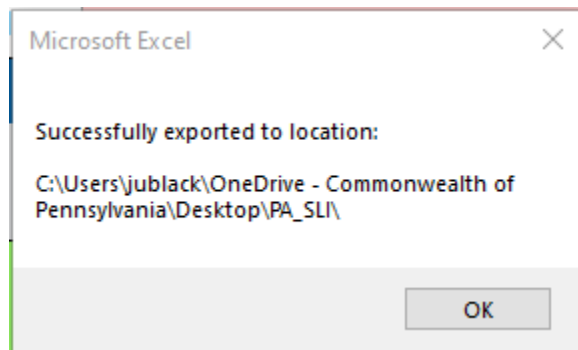 Microsoft Excel
Successfully exported to location:
C:\Users\jublack\OneDrive - Commonwealth of
Pennsylvania\Desktop\PA_SLI\
OK